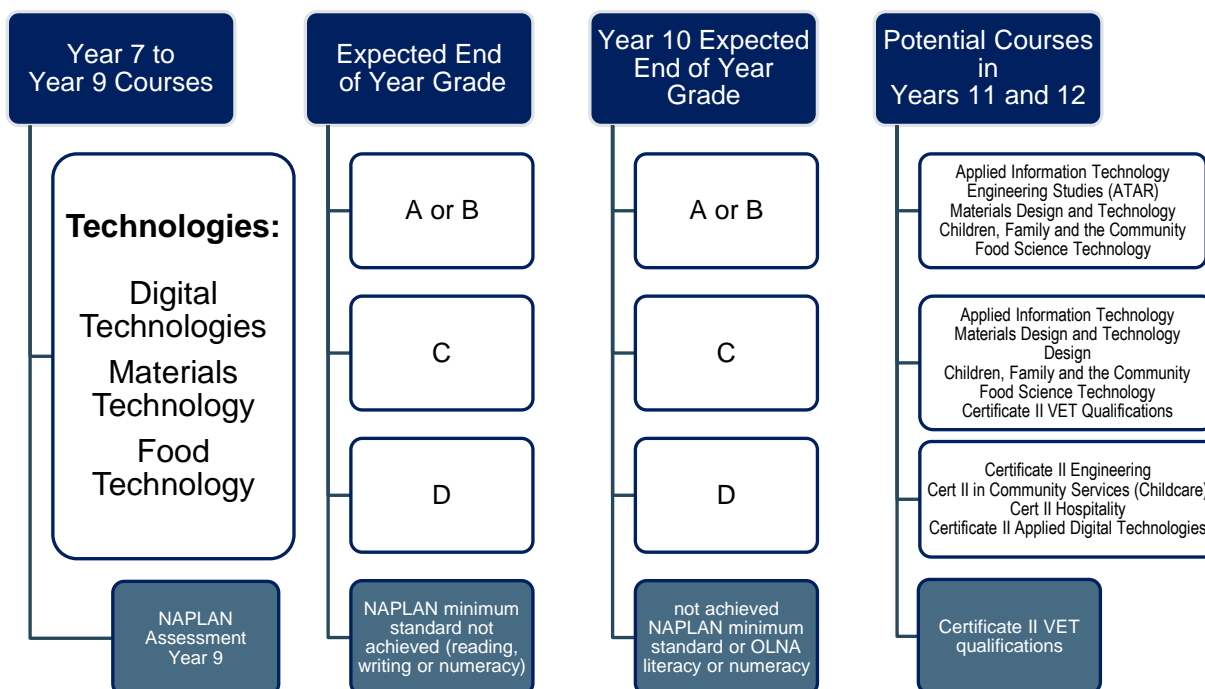 Year 7 to
Year 9 Courses
Technologies:
Digital
Technologies
Materials
Technology
Food
Technology
NAPLAN
Assessment
Year 9
Expected End
of Year Grade
A or B
C
D
NAPLAN minimum
standard not
achieved (reading,
writing or numeracy)
Year 10 Expected
End of Year
Grade
A or B
C
D
not achieved
NAPLAN minimum
standard or OLNA
literacy or numeracy
Potential Courses
in
Years 11 and 12
Applied Information Technology
Engineering Studies (ATAR)
Materials Design and Technology
Children, Family and the Community
Food Science Technology
Applied Information Technology
Materials Design and Technology
Design
Children, Family and the Community
Food Science Technology
Certificate II VET Qualifications
Certificate II Engineering
Cert II in Community Services (Childcare)
Cert II Hospitality
Certificate II Applied Digital Technologies
Certificate II VET
qualifications